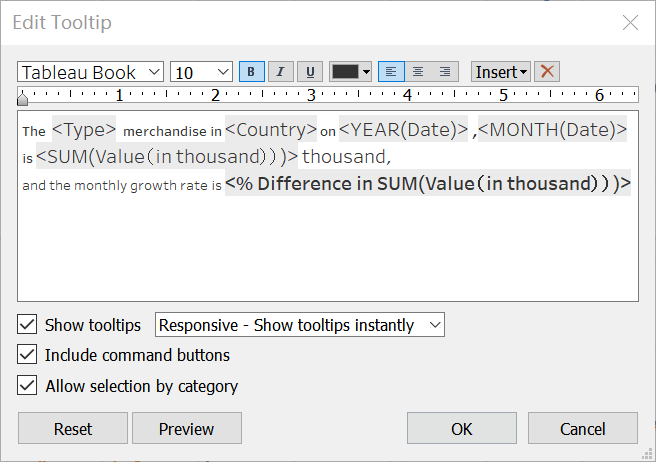 Edit Tooltip
Tableau Book 10 B I U Insert
1 2 3 4 5 6
The <Type> merchandise in <Country> on <YEAR(Date)> ,<MONTH(Date)>
is <SUM(Value(in thousand))> thousand,
and the monthly growth rate is <% Difference in SUM(Value(in thousand))>
Show tooltips Responsive - Show tooltips instantly
Include command buttons
Allow selection by category
Reset Preview OK Cancel